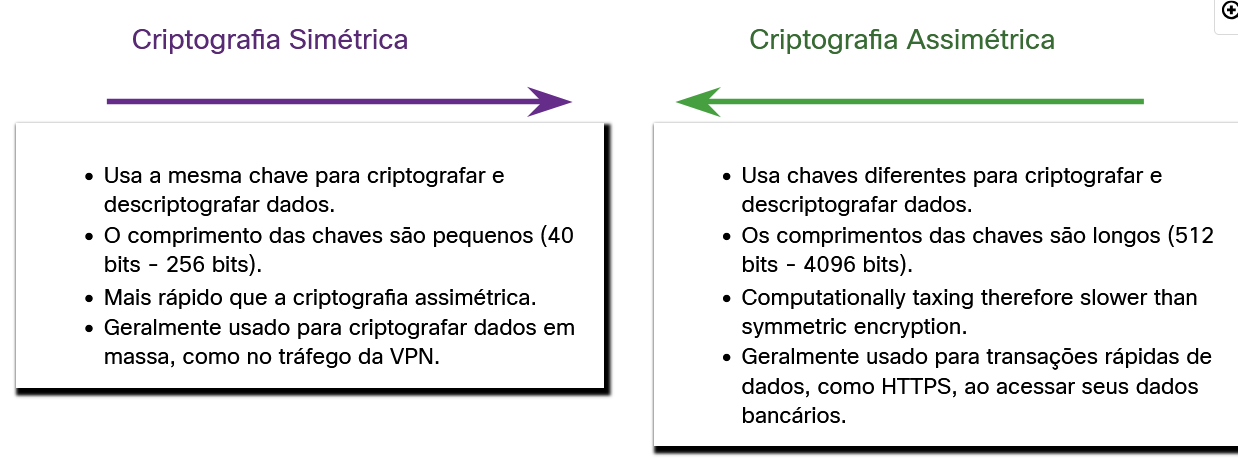 Criptografia Simétrica
Usa a mesma chave para criptografar e
descriptografar dados.
O comprimento das chaves são pequenos (40
bits - 256 bits).
Mais rápido que a criptografia assimétrica.
Geralmente usado para criptografar dados em
massa, como no tráfego da VPN.
Criptografia Assimétrica
Usa chaves diferentes para criptografar e
descriptografar dados.
Os comprimentos das chaves são longos (512
bits - 4096 bits).
Computationally taxing therefore slower than
symmetric encryption.
Geralmente usado para transações rápidas de
dados, como HTTPS, ao acessar seus dados
bancários.